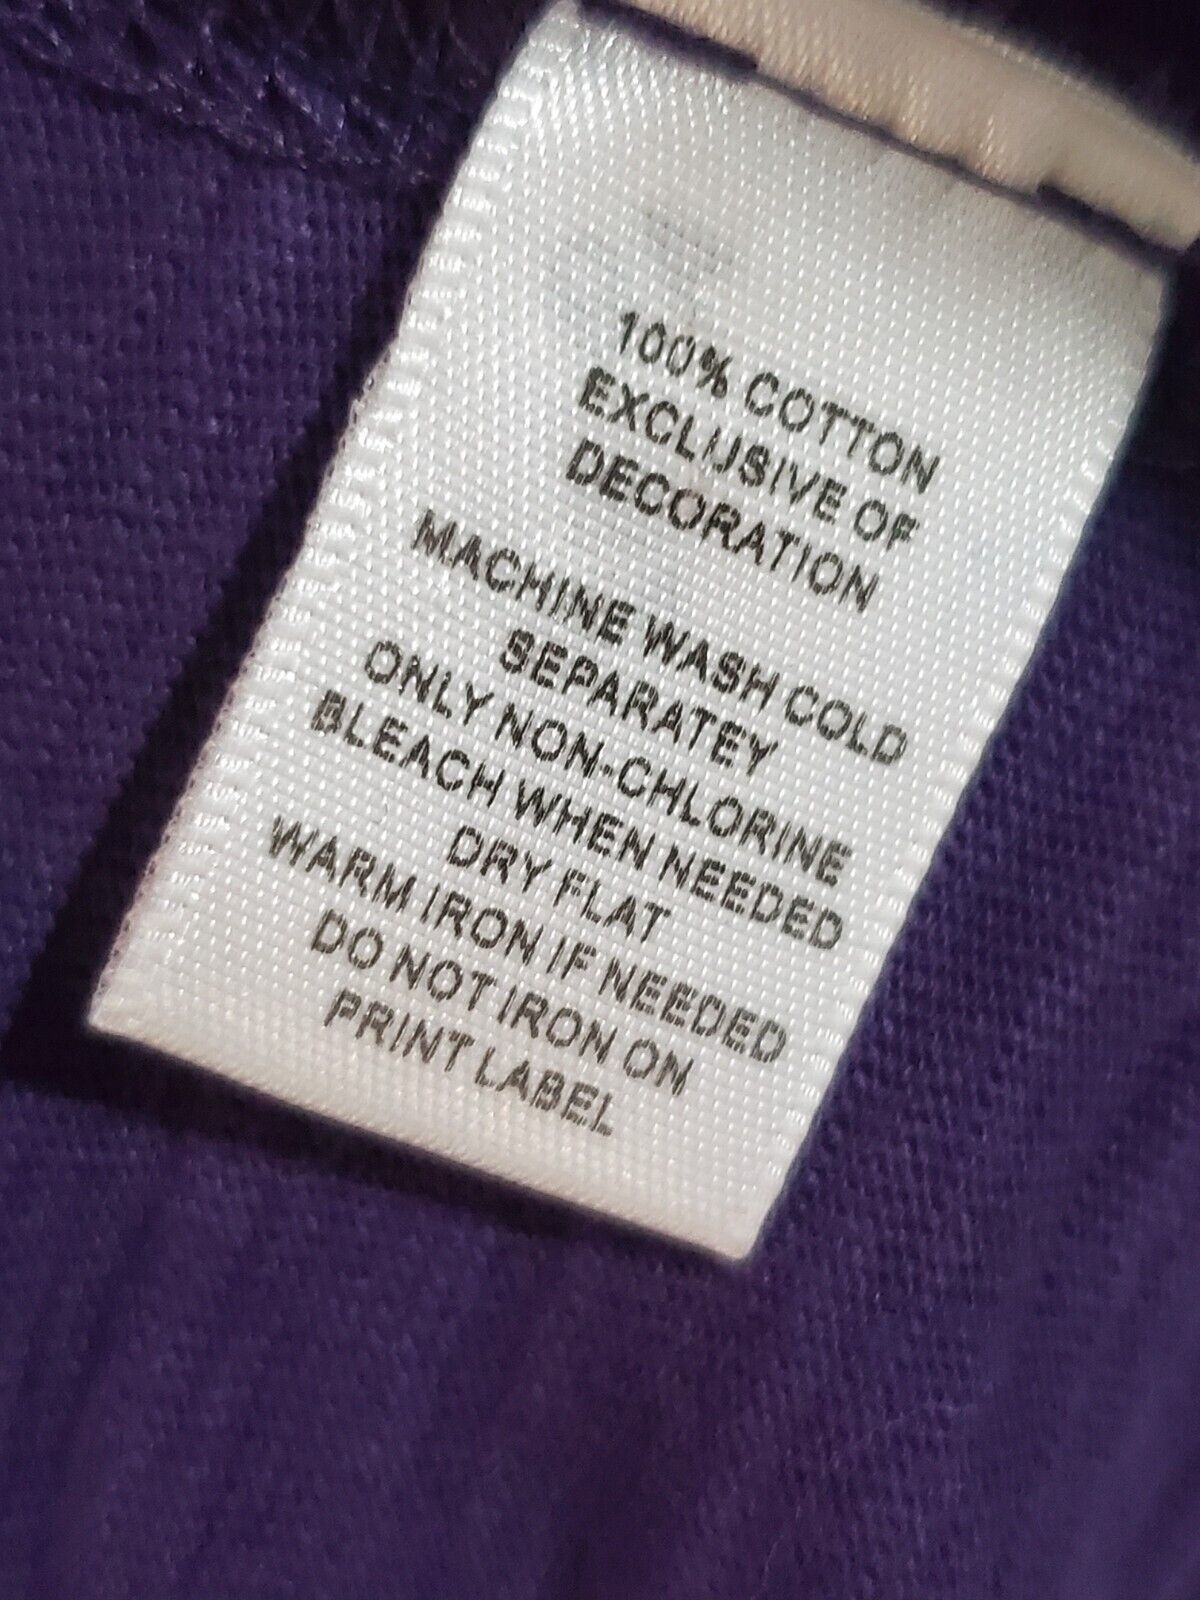 100% COTTON
EXCLUSIVE OF
DECORATION
MACHINE WASH COLD
SEPARATEY
ONLY NON-CHLORINE
BLEACH WHEN NEEDED
DRY FLAT
WARM IRON IF NEEDED
DO NOT IRON ON
PRINT LABEL